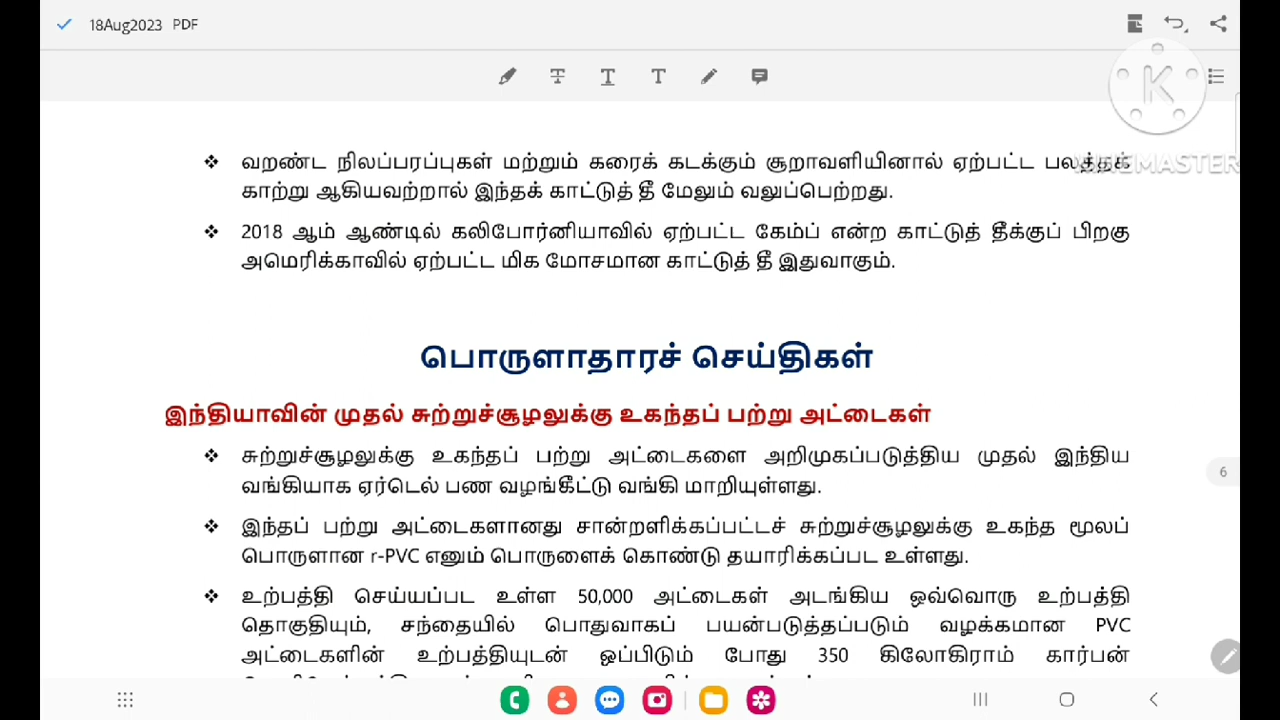 18Aug2023 PDF
K
KINEMASTER
❖ வறண்ட நிலப்பரப்புகள் மற்றும் கரைக் கடக்கும் சூறாவளியினால் ஏற்பட்ட பலத்தக்
காற்று ஆகியவற்றால் இந்தக் காட்டுத் தீ மேலும் வலுப்பெற்றது.
❖ 2018 ஆம் ஆண்டில் கலிபோர்னியாவில் ஏற்பட்ட கேம்ப் என்ற காட்டுத் தீக்குப் பிறகு
அமெரிக்காவில் ஏற்பட்ட மிக மோசமான காட்டுத் தீ இதுவாகும்.
பொருளாதாரச் செய்திகள்
இந்தியாவின் முதல் சுற்றுச்சூழலுக்கு உகந்தப் பற்று அட்டைகள்
❖ சுற்றுச்சூழலுக்கு உகந்தப் பற்று அட்டைகளை அறிமுகப்படுத்திய முதல் இந்திய
வங்கியாக ஏர்டெல் பண வழங்கீட்டு வங்கி மாறியுள்ளது.
6
❖ இந்தப் பற்று அட்டைகளானது சான்றளிக்கப்பட்டச் சுற்றுச்சூழலுக்கு உகந்த மூலப்
பொருளான r-PVC எனும் பொருளைக் கொண்டு தயாரிக்கப்பட உள்ளது.
❖ உற்பத்தி செய்யப்பட உள்ள 50,000 அட்டைகள் அடங்கிய ஒவ்வொரு உற்பத்தி
தொகுதியும், சந்தையில் பொதுவாகப் பயன்படுத்தப்படும் வழக்கமான PVC
அட்டைகளின் உற்பத்தியுடன் ஒப்பிடும் போது 350 கிலோகிராம் கார்பன்